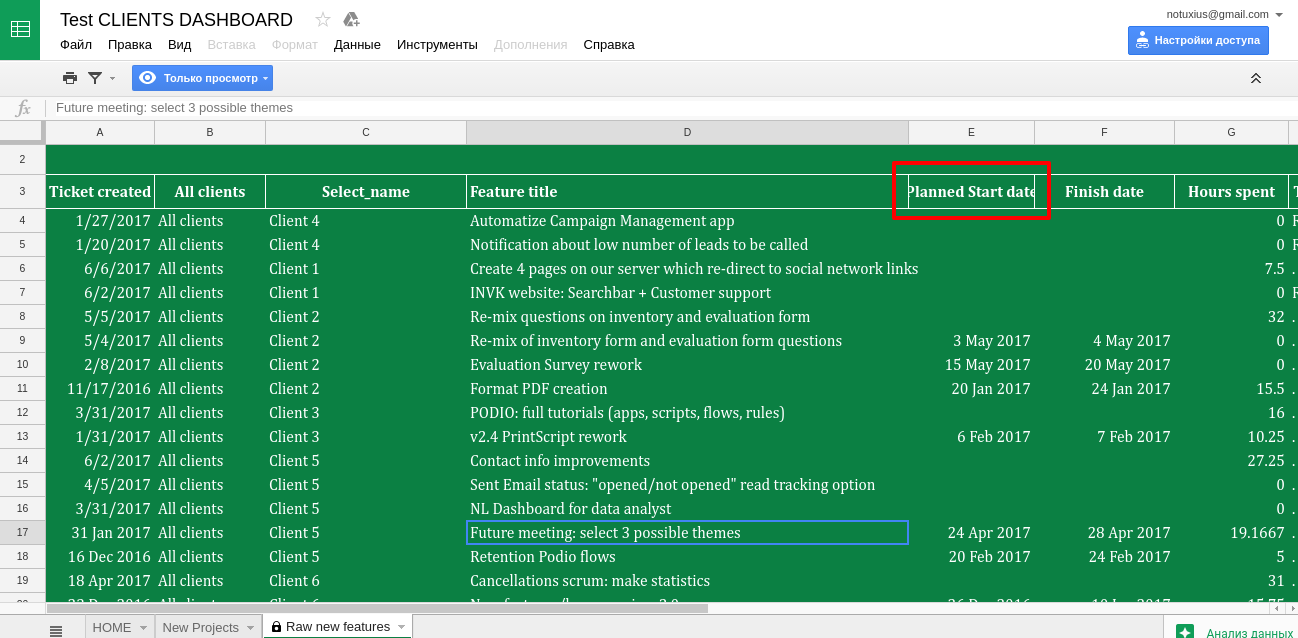 Test CLIENTS DASHBOARD
notuxius@gmail.com
Файл Правка Вид Вставка Формат Данные Инструменты Дополнения Справка
Настройки доступа
Только просмотр
fx Future meeting: select 3 possible themes
A B C D E F G
2
3 Ticket created All clients Select_name Feature title Planned Start date Finish date Hours spent
4 1/27/2017 All clients Client 4 Automatize Campaign Management app 0
5 1/20/2017 All clients Client 4 Notification about low number of leads to be called 0
6 6/6/2017 All clients Client 1 Create 4 pages on our server which re-direct to social network links 7.5 .
7 6/2/2017 All clients Client 1 INVK website: Searchbar + Customer support 0
8 5/5/2017 All clients Client 2 Re-mix questions on inventory and evaluation form 32 .
9 5/4/2017 All clients Client 2 Re-mix of inventory form and evaluation form questions 3 May 2017 4 May 2017 0 .
10 2/8/2017 All clients Client 2 Evaluation Survey rework 15 May 2017 20 May 2017 0 .
11 11/17/2016 All clients Client 2 Format PDF creation 20 Jan 2017 24 Jan 2017 15.5 .
12 3/31/2017 All clients Client 3 PODIO: full tutorials (apps, scripts, flows, rules) 16 .
13 1/31/2017 All clients Client 3 v2.4 PrintScript rework 6 Feb 2017 7 Feb 2017 10.25 .
14 6/2/2017 All clients Client 5 Contact info improvements 27.25 .
15 4/5/2017 All clients Client 5 Sent Email status: "opened/not opened" read tracking option 0 .
16 3/31/2017 All clients Client 5 NL Dashboard for data analyst 0 .
17 31 Jan 2017 All clients Client 5 Future meeting: select 3 possible themes 24 Apr 2017 28 Apr 2017 19.1667 .
18 16 Dec 2016 All clients Client 5 Retention Podio flows 20 Feb 2017 24 Feb 2017 5 .
19 18 Apr 2017 All clients Client 6 Cancellations scrum: make statistics 31 .
HOME New Projects Raw new features
Анализ данных